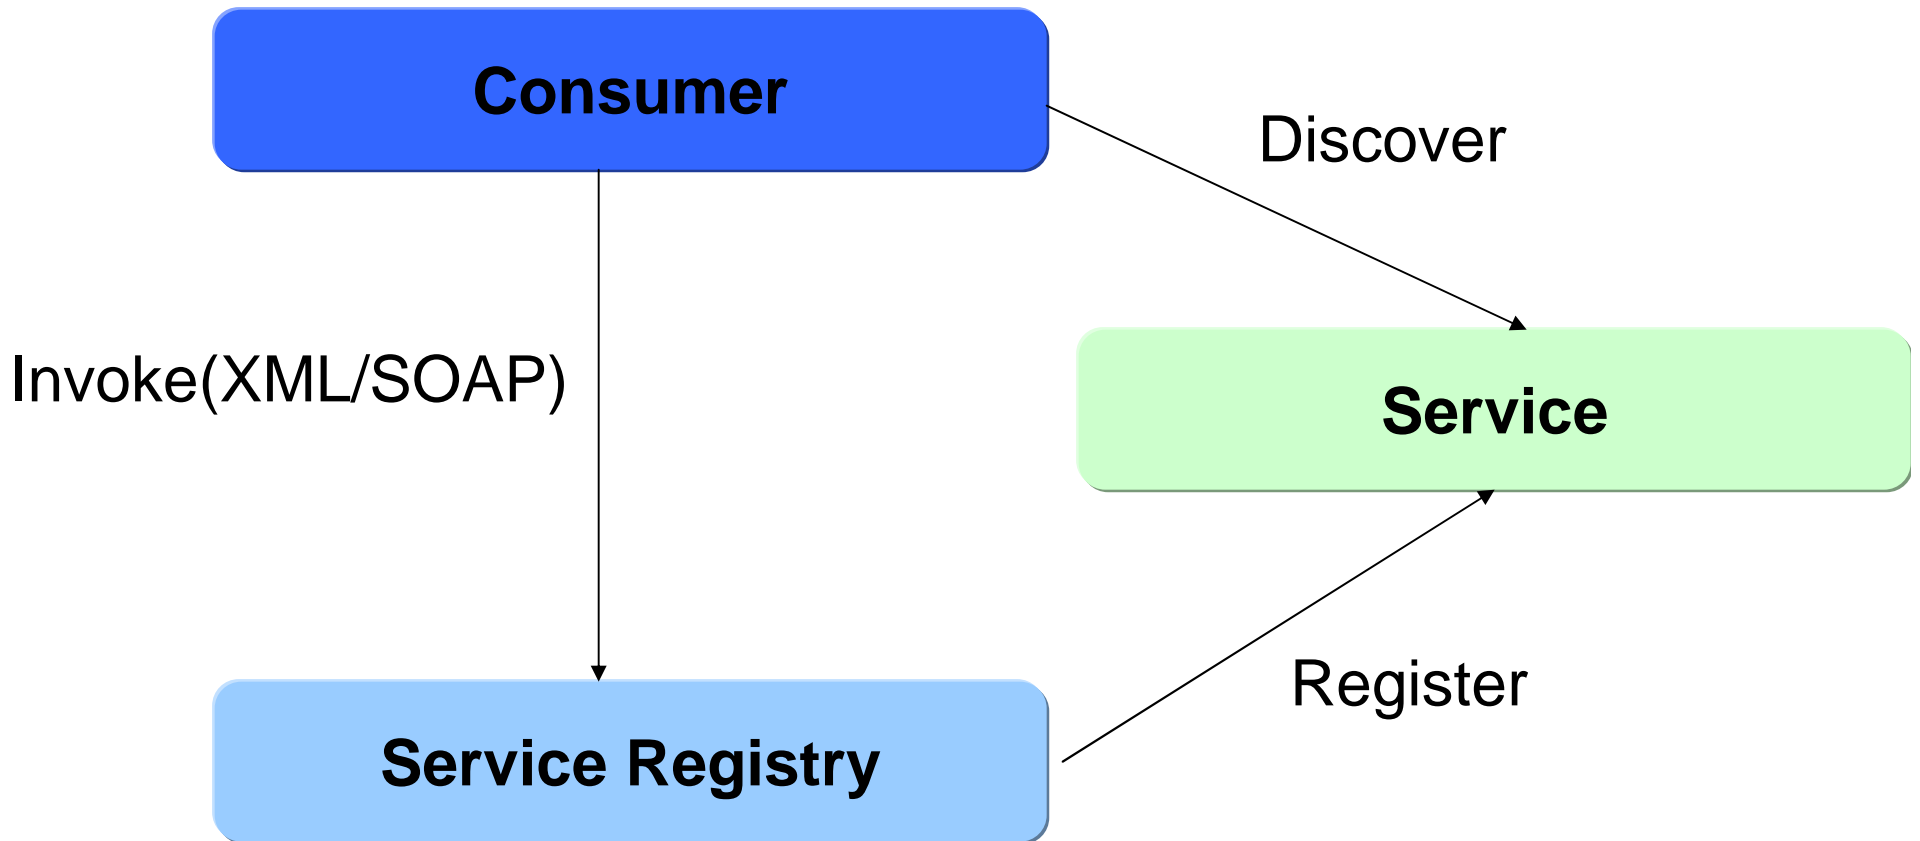 Consumer
Discover
Invoke(XML/SOAP)
Service
Register
Service Registry